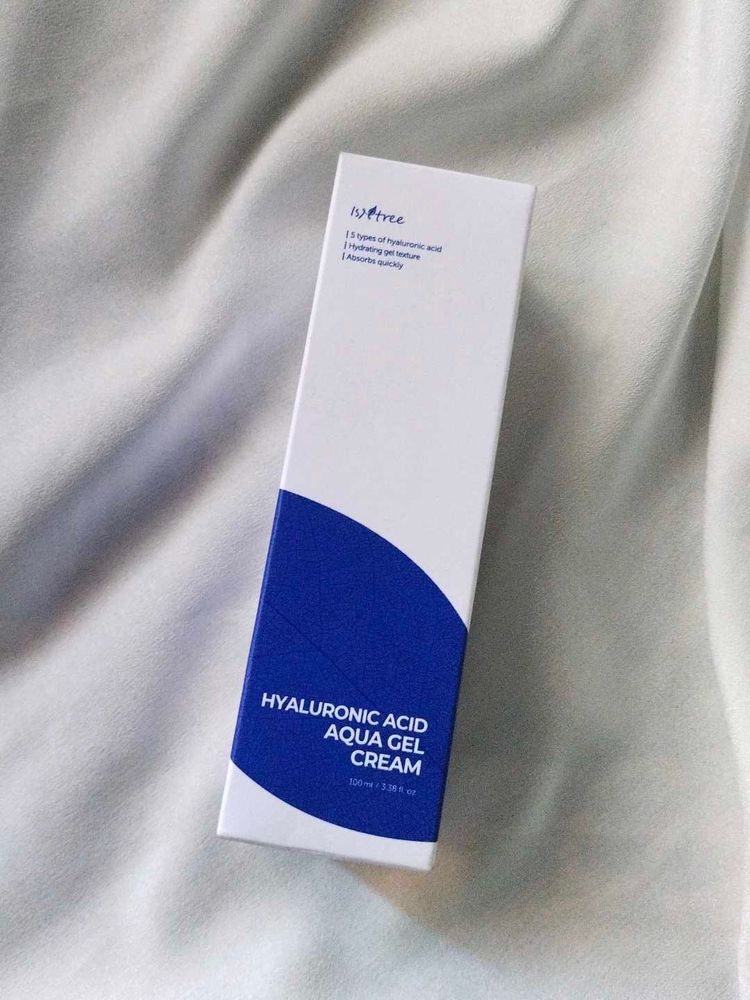 Isntree
| 5 types of hyaluronic acid
| Hydrating gel texture
| Absorbs quickly
HYALURONIC ACID
AQUA GEL
CREAM
100 ml / 3.38 fl. oz